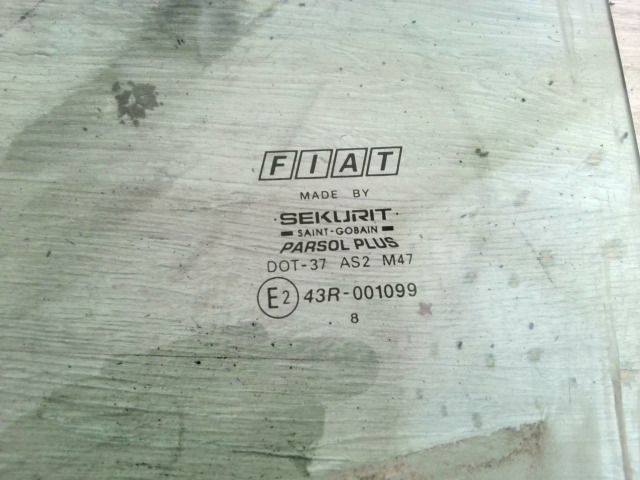 FIAT
MADE BY
·SEKURIT·
SAINT-GOBAIN
PARSOL PLUS
DOT-37 AS2 M47
E2 43R-001099
8